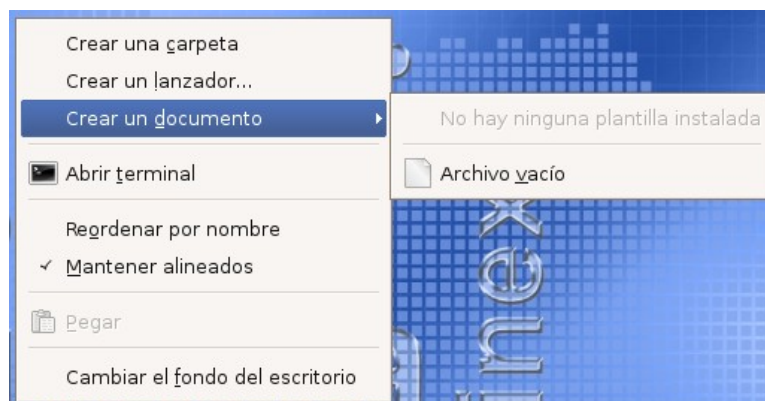 Crear una carpeta
Crear un lanzador...
Crear un documento
No hay ninguna plantilla instalada
Abrir terminal
Archivo vacío
Reordenar por nombre
Mantener alineados
Pegar
Cambiar el fondo del escritorio
inex